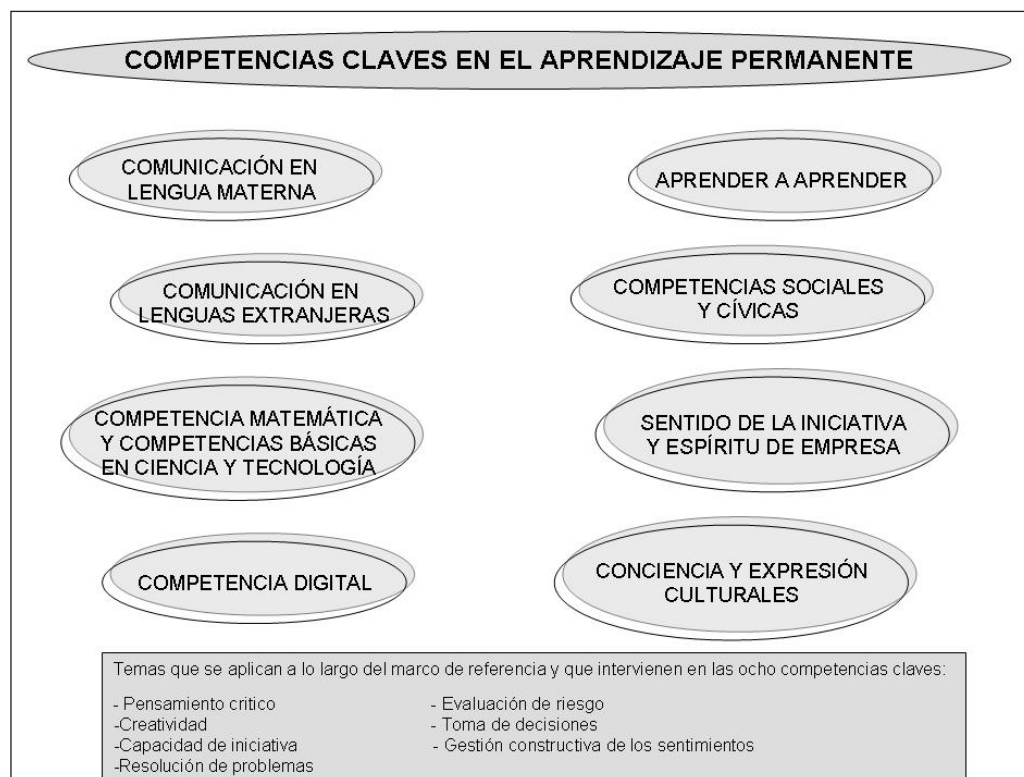 COMPETENCIAS CLAVES EN EL APRENDIZAJE PERMANENTE
COMUNICACIÓN EN
LENGUA MATERNA
APRENDER A APRENDER
COMUNICACIÓN EN
LENGUAS EXTRANJERAS
COMPETENCIAS SOCIALES
Y CÍVICAS
COMPETENCIA MATEMÁTICA
Y COMPETENCIAS BÁSICAS
EN CIENCIA Y TECNOLOGÍA
SENTIDO DE LA INICIATIVA
Y ESPÍRITU DE EMPRESA
COMPETENCIA DIGITAL
CONCIENCIA Y EXPRESIÓN
CULTURALES
Temas que se aplican a lo largo del marco de referencia y que intervienen en las ocho competencias claves:
- Pensamiento critico
-Creatividad
-Capacidad de iniciativa
-Resolución de problemas
- Evaluación de riesgo
- Toma de decisiones
- Gestión constructiva de los sentimientos